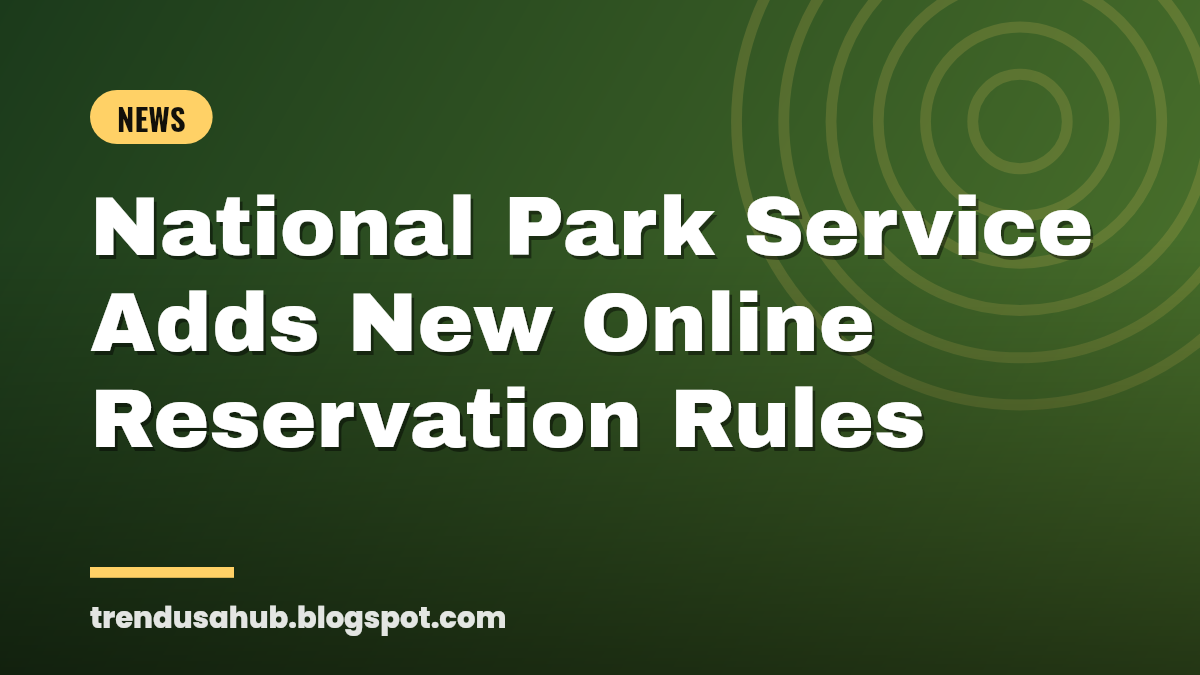 NEWS
National Park Service
Adds New Online
Reservation Rules
trendusahub.blogspot.com